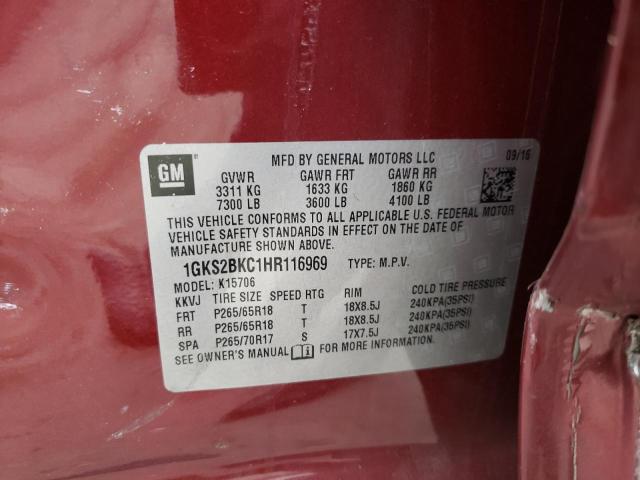 GM
MFD BY GENERAL MOTORS LLC 09/16
GVWR GAWR FRT GAWR RR
3311 KG 1633 KG 1860 KG
7300 LB 3600 LB 4100 LB
THIS VEHICLE CONFORMS TO ALL APPLICABLE U.S. FEDERAL MOTOR
VEHICLE SAFETY STANDARDS IN EFFECT ON THE DATE OF
MANUFACTURE SHOWN ABOVE.
1GKS2BKC1HR116969 TYPE: M.P.V.
MODEL: K15706
KKVJ TIRE SIZE SPEED RTG RIM COLD TIRE PRESSURE
FRT P265/65R18 T 18X8.5J 240KPA(35PSI)
RR P265/65R18 T 18X8.5J 240KPA(35PSI)
SPA P265/70R17 S 17X7.5J 240KPA(35PSI)
SEE OWNER'S MANUAL FOR MORE INFORMATION.